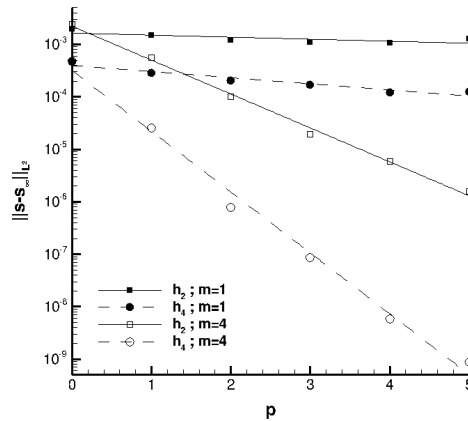 10⁻³
10⁻⁴
10⁻⁵
10⁻⁶
10⁻⁷
10⁻⁸
10⁻⁹
||s-s∞||L²
h₂ ; m=1
h₄ ; m=1
h₂ ; m=4
h₄ ; m=4
0 1 2 3 4 5
p